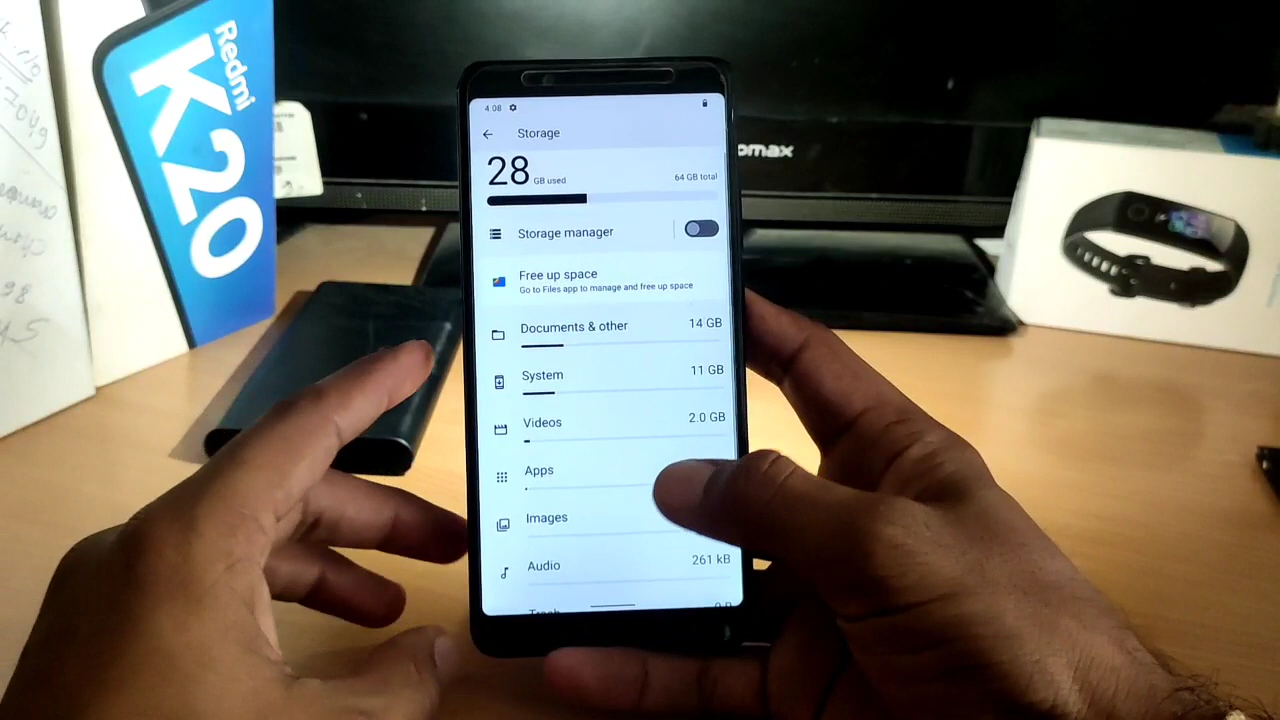 Redmi
K20
omax
4:08
Storage
28 GB used
64 GB total
Storage manager
Free up space
Go to Files app to manage and free up space
Documents & other
14 GB
System
11 GB
Videos
2.0 GB
Apps
Images
Audio
261 kB